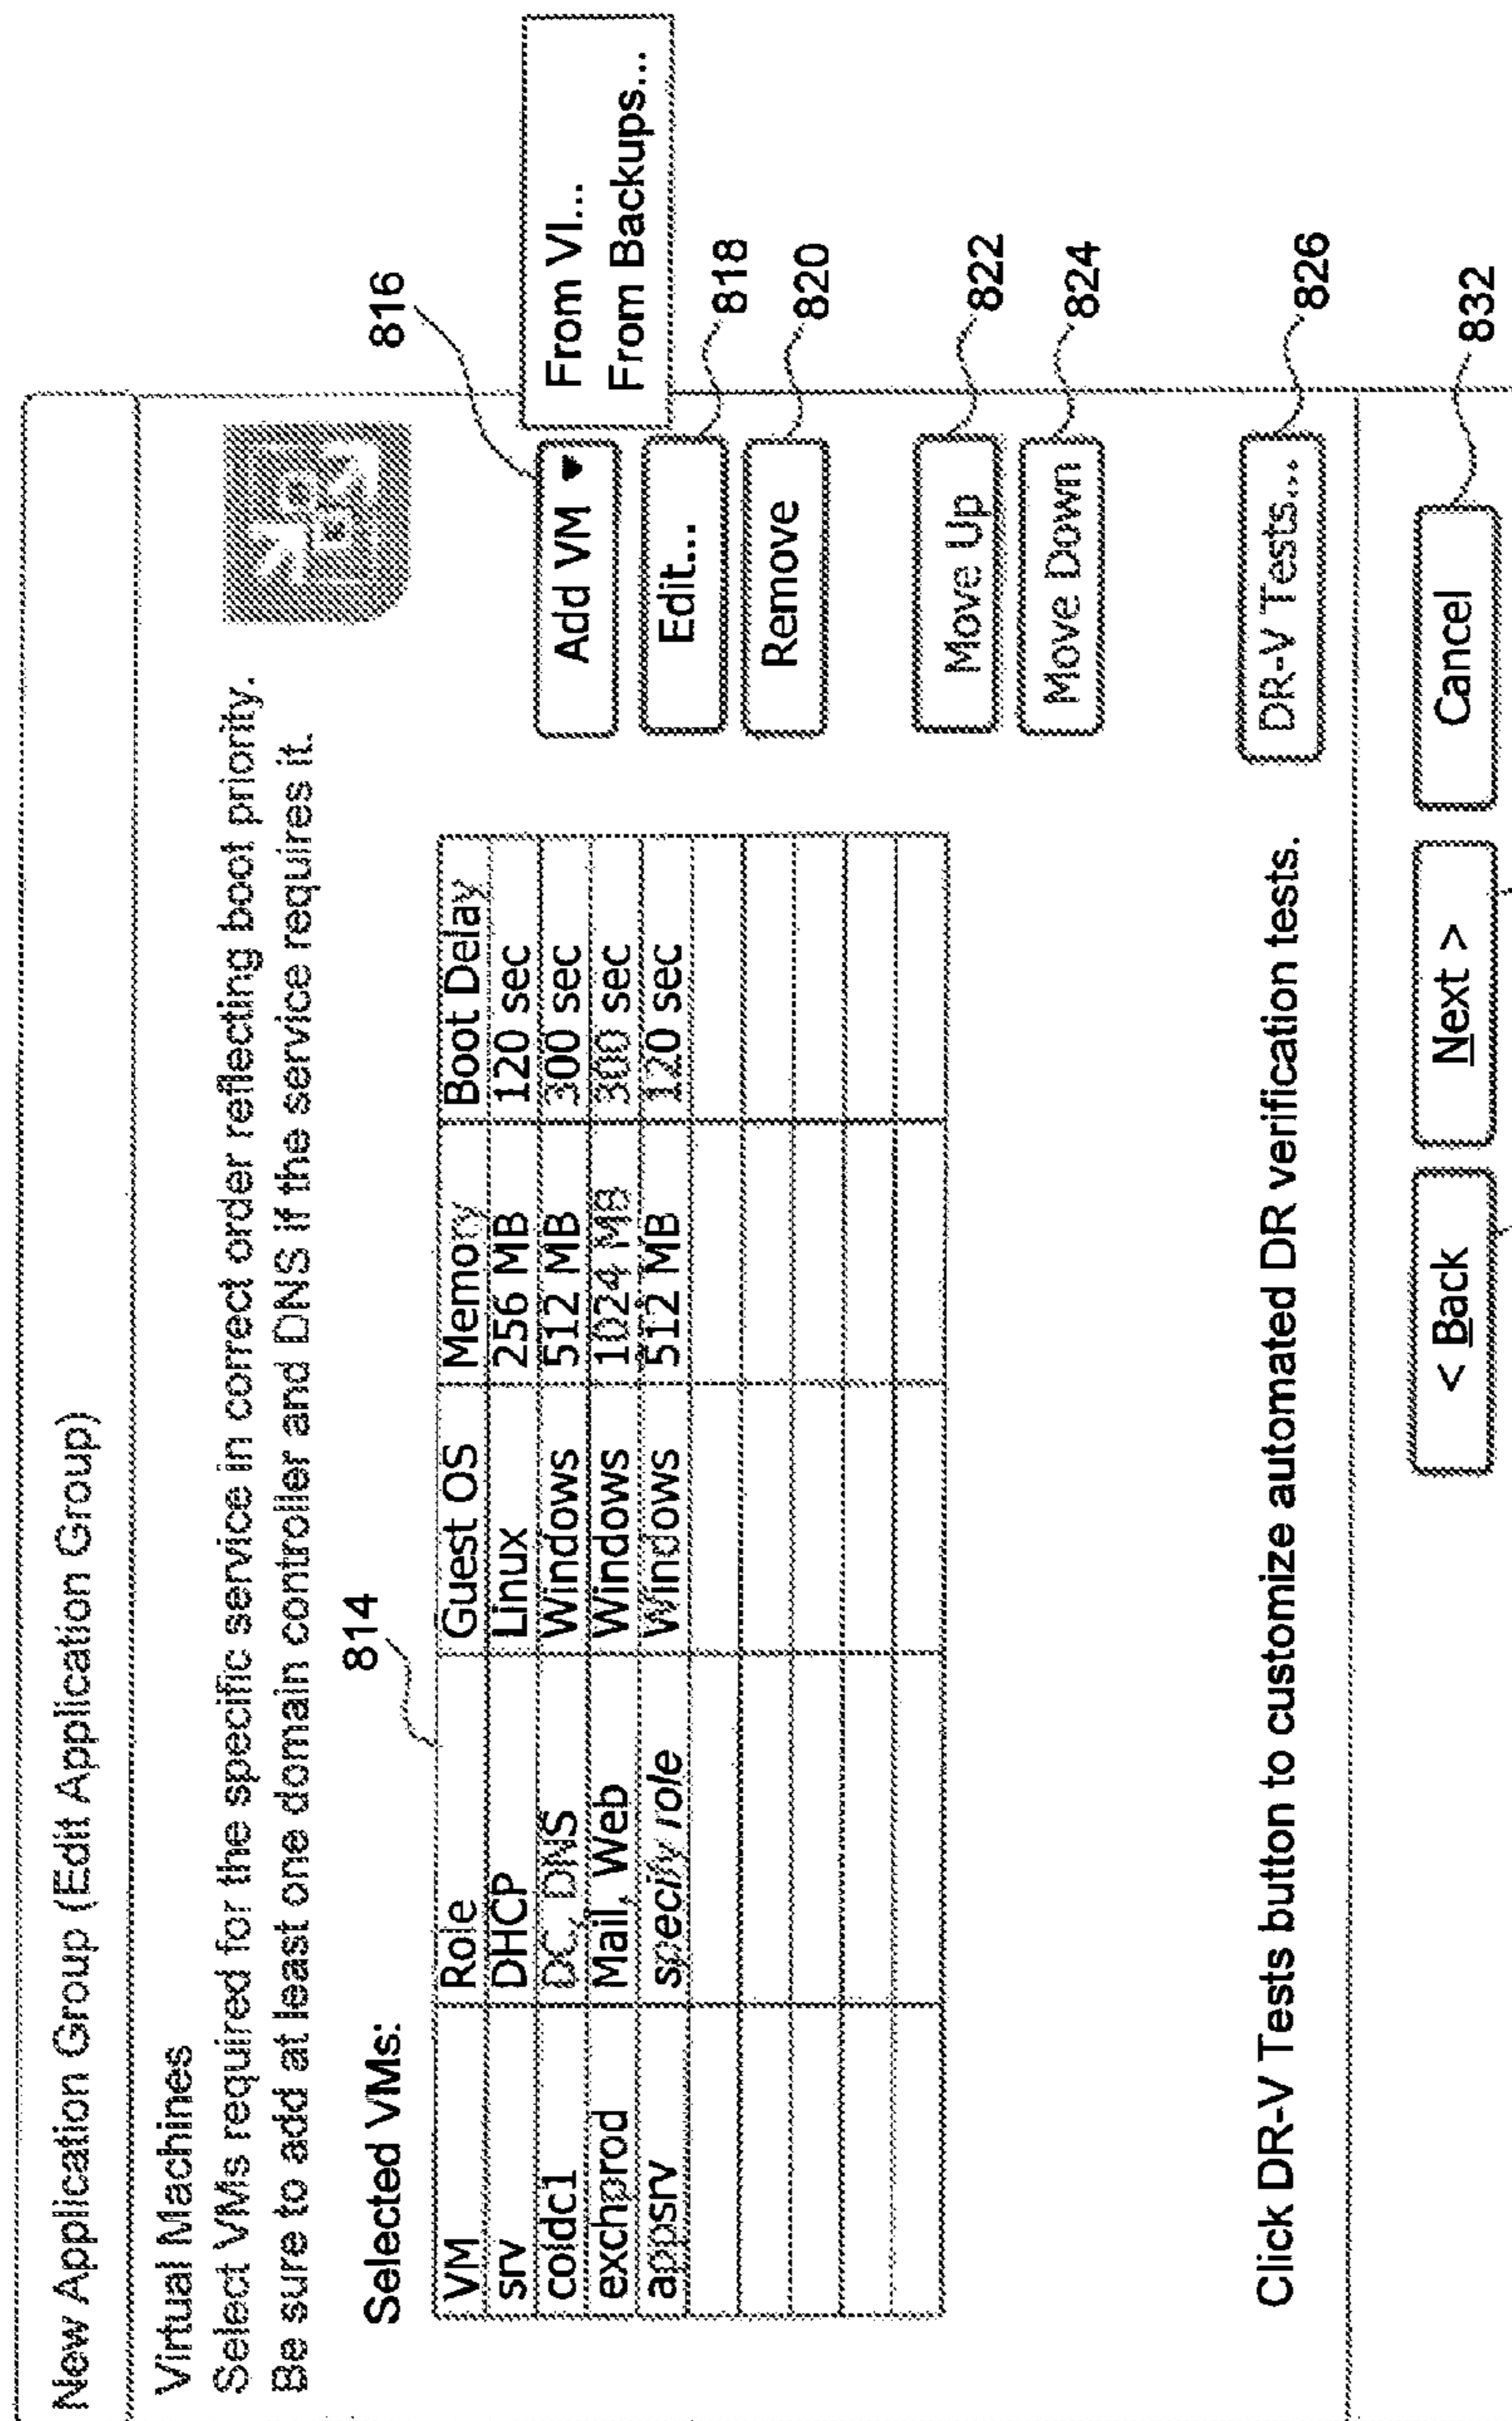 New Application Group (Edit Application Group)
Virtual Machines
Select VMs required for the specific service in correct order reflecting boot priority.
Be sure to add at least one domain controller and DNS if the service requires it.
Selected VMs:
814
816
VM Role Guest OS Memory Boot Delay
srv DHCP Linux 256 MB 120 sec
coldc1 DC, DNS Windows 512 MB 300 sec
exchprod Mail, Web Windows 1024 MB 300 sec
appsrv specify role Windows 512 MB 120 sec
Add VM
From VI...
From Backups...
Edit...
818
Remove
820
Move Up
822
Move Down
824
Click DR-V Tests button to customize automated DR verification tests.
DR-V Tests...
826
< Back
Next >
Cancel
832